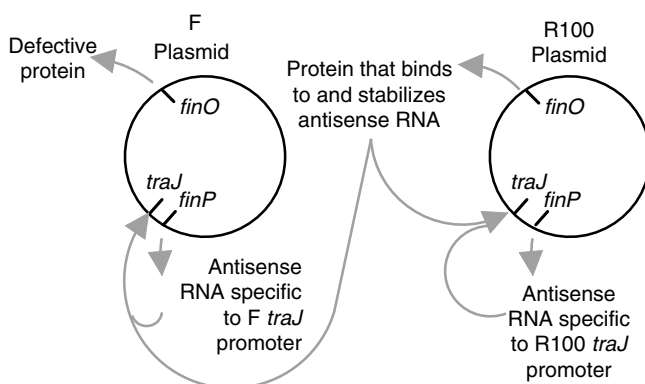 F
Plasmid
Defective
protein
finO
traJ
finP
Antisense
RNA specific
to F traJ
promoter
Protein that binds
to and stabilizes
antisense RNA
R100
Plasmid
finO
traJ
finP
Antisense
RNA specific
to R100 traJ
promoter